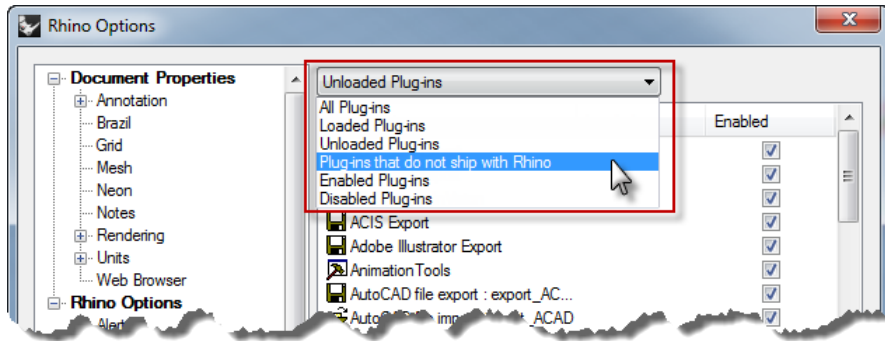 Rhino Options
Document Properties
Annotation
Brazil
Grid
Mesh
Neon
Notes
Rendering
Units
Web Browser
Rhino Options
Unloaded Plug-ins
All Plug-ins
Loaded Plug-ins
Unloaded Plug-ins
Plug-ins that do not ship with Rhino
Enabled Plug-ins
Disabled Plug-ins
Enabled
ACIS Export
Adobe Illustrator Export
AnimationTools
AutoCAD file export : export_AC...
ACAD